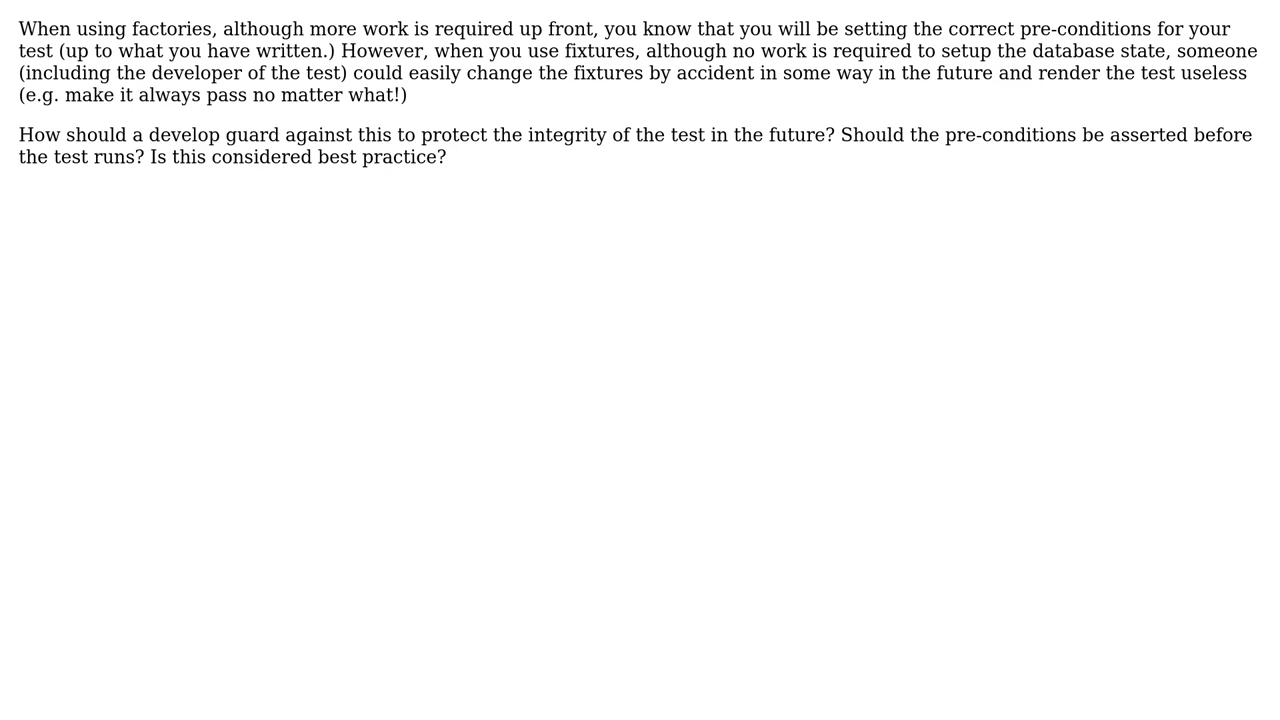 When using factories, although more work is required up front, you know that you will be setting the correct pre-conditions for your
test (up to what you have written.) However, when you use fixtures, although no work is required to setup the database state, someone
(including the developer of the test) could easily change the fixtures by accident in some way in the future and render the test useless
(e.g. make it always pass no matter what!)
How should a develop guard against this to protect the integrity of the test in the future? Should the pre-conditions be asserted before
the test runs? Is this considered best practice?